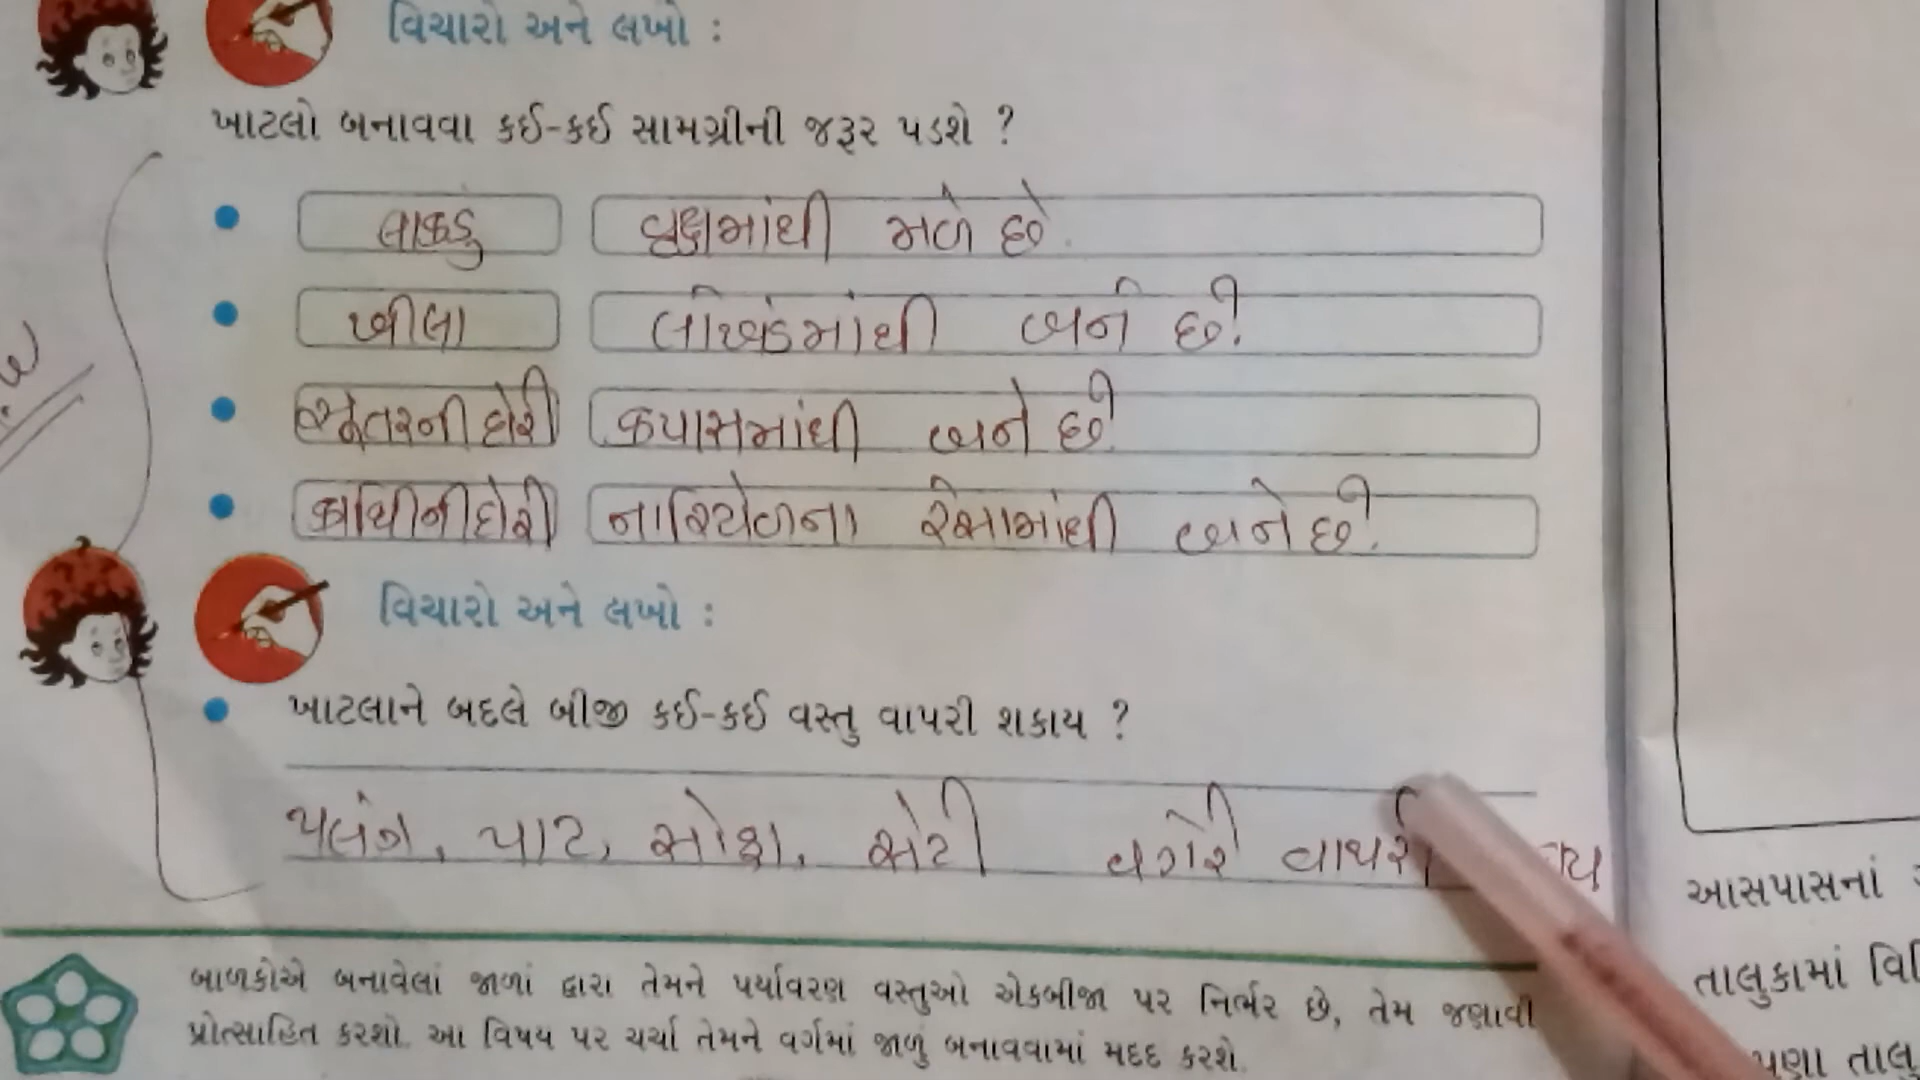 વિચારો અને લખો :
ખાટલો બનાવવા કઈ-કઈ સામગ્રીની જરૂર પડશે ?
લાકડું વૃક્ષમાંથી મળે છે.
ખીલા લોખંડમાંથી બને છે.
સૂતરની દોરી કપાસમાંથી બને છે.
કાથીની દોરી નારિયેળના રેસામાંથી બને છે.
વિચારો અને લખો :
ખાટલાને બદલે બીજી કઈ-કઈ વસ્તુ વાપરી શકાય ?
પલંગ, પાટ, સોફા, સેટી વગેરે વાપરી
બાળકોએ બનાવેલાં જાળાં દ્વારા તેમને પર્યાવરણ વસ્તુઓ એકબીજા પર નિર્ભર છે, તેમ જણાવી
પ્રોત્સાહિત કરશો. આ વિષય પર ચર્ચા તેમને વર્ગમાં જાળું બનાવવામાં મદદ કરશે.
આસપાસનાં
તાલુકામાં